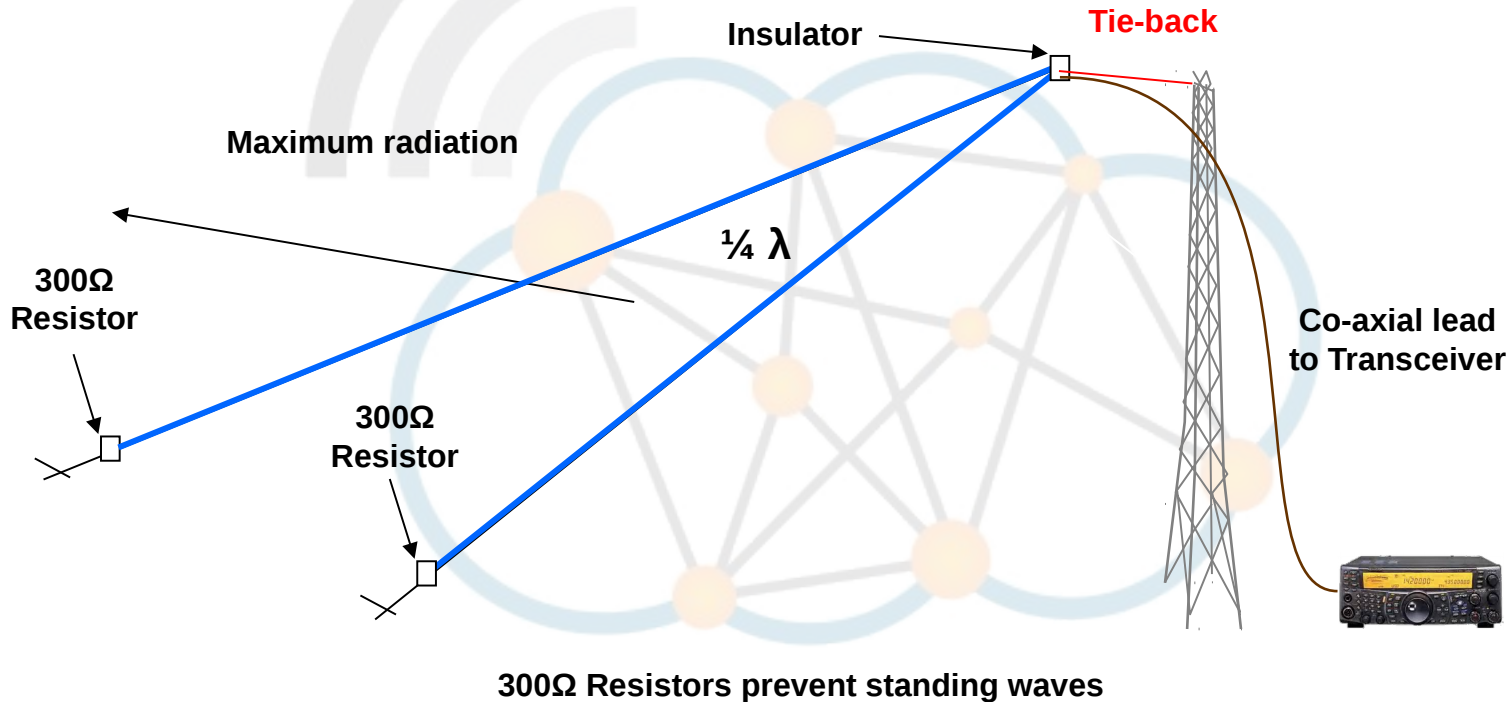 Tie-back
Insulator
Maximum radiation
¼ λ
300Ω
Resistor
Co-axial lead
to Transceiver
300Ω
Resistor
300Ω Resistors prevent standing waves